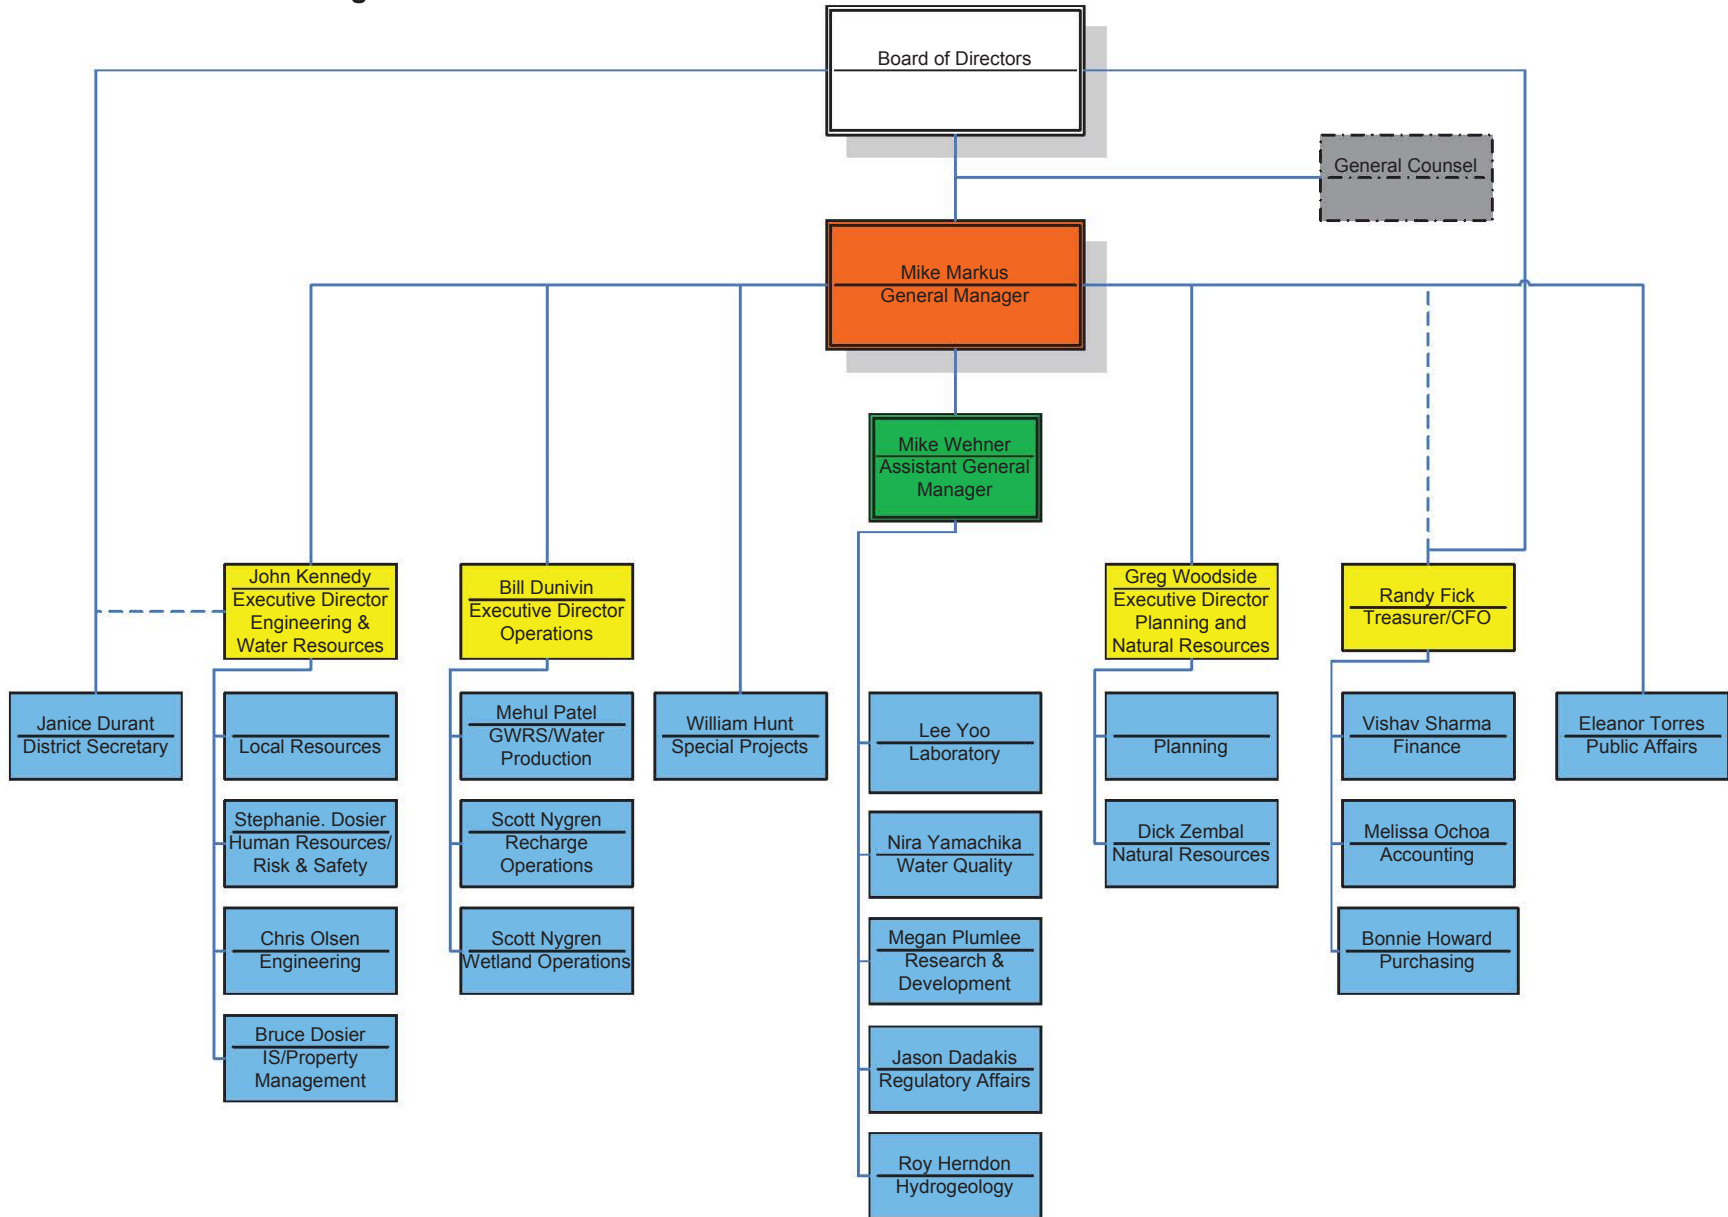 Board of Directors
General Counsel
Mike Markus
General Manager
Mike Wehner
Assistant General
Manager
John Kennedy
Executive Director
Engineering &
Water Resources
Bill Dunivin
Executive Director
Operations
Greg Woodside
Executive Director
Planning and
Natural Resources
Randy Fick
Treasurer/CFO
Janice Durant
District Secretary
Local Resources
Stephanie. Dosier
Human Resources/
Risk & Safety
Chris Olsen
Engineering
Bruce Dosier
IS/Property
Management
Mehul Patel
GWRS/Water
Production
Scott Nygren
Recharge
Operations
Scott Nygren
Wetland Operations
William Hunt
Special Projects
Lee Yoo
Laboratory
Nira Yamachika
Water Quality
Megan Plumlee
Research &
Development
Jason Dadakis
Regulatory Affairs
Roy Herndon
Hydrogeology
Planning
Dick Zembal
Natural Resources
Vishav Sharma
Finance
Melissa Ochoa
Accounting
Bonnie Howard
Purchasing
Eleanor Torres
Public Affairs